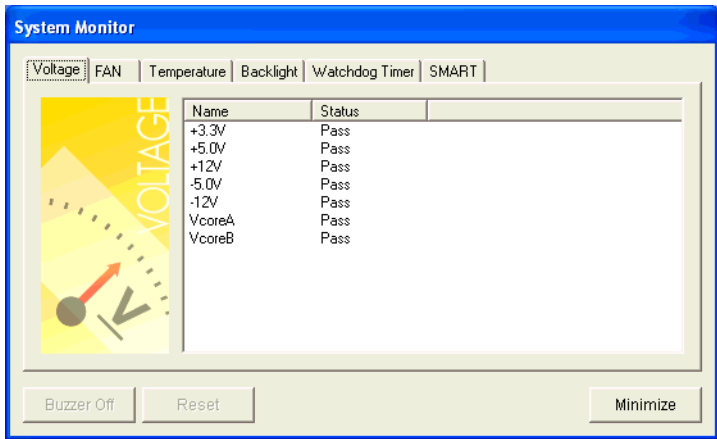 System Monitor
Voltage FAN Temperature Backlight Watchdog Timer SMART
VOLTAGE
Name Status
+3.3V Pass
+5.0V Pass
+12V Pass
-5.0V Pass
-12V Pass
VcoreA Pass
VcoreB Pass
V
Buzzer Off Reset Minimize